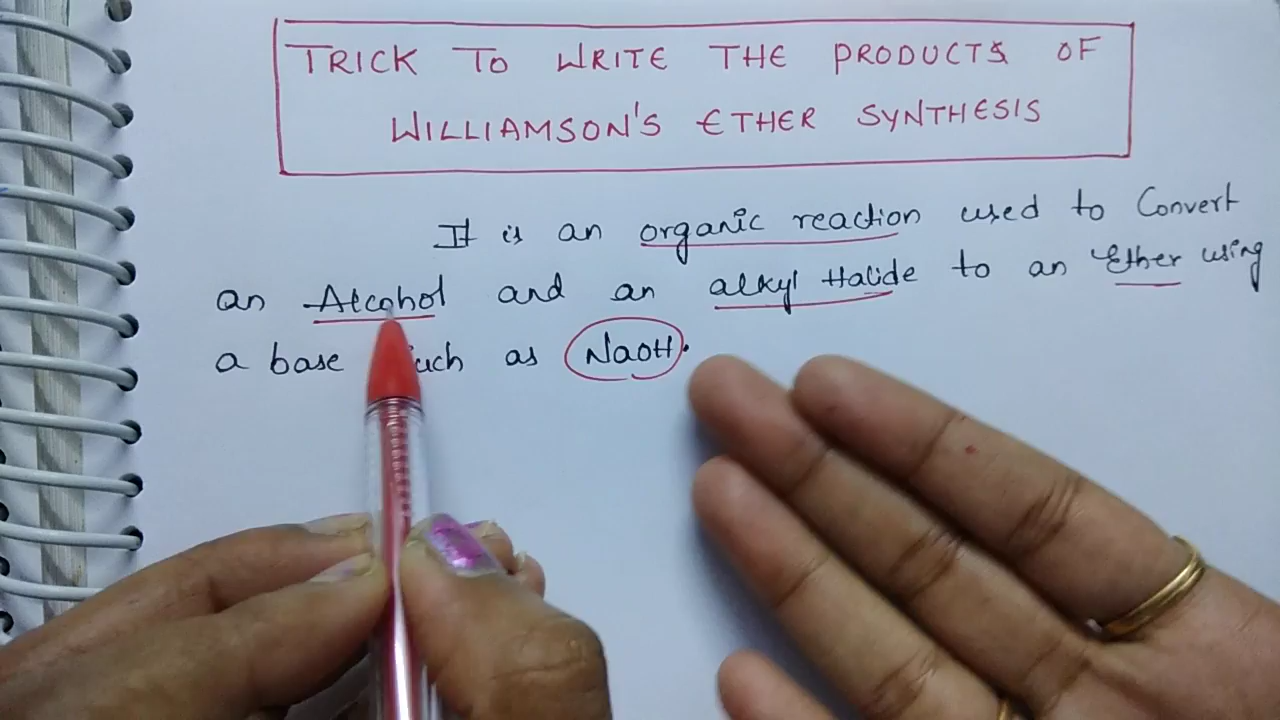 TRICK TO WRITE THE PRODUCTS OF
WILLIAMSON'S ETHER SYNTHESIS
It is an organic reaction used to Convert
an Alcohol and an alkyl Halide to an Ether using
a base as NaOH.